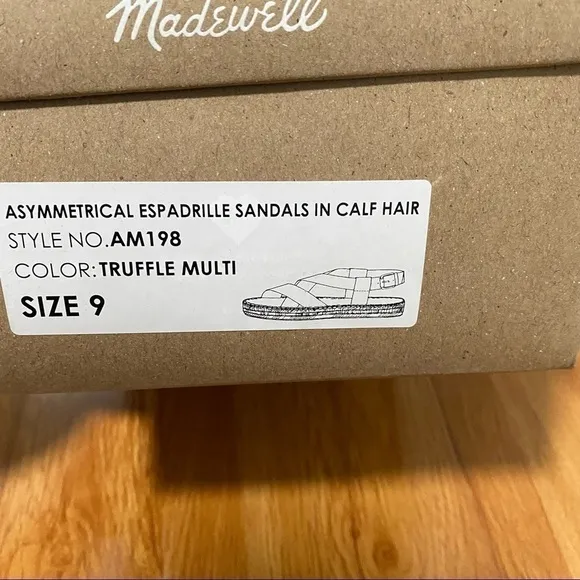 Madewell
ASYMMETRICAL ESPADRILLE SANDALS IN CALF HAIR
STYLE NO.AM198
COLOR:TRUFFLE MULTI
SIZE 9